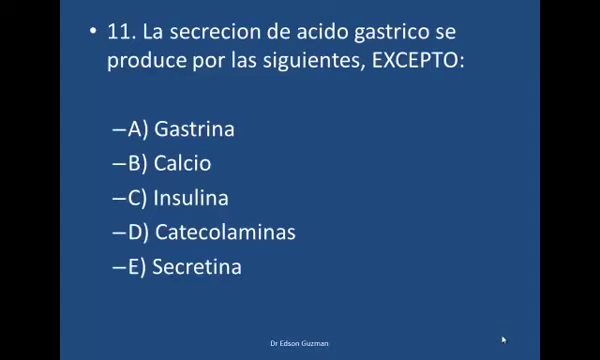 • 11. La secrecion de acido gastrico se
produce por las siguientes, EXCEPTO:
–A) Gastrina
–B) Calcio
–C) Insulina
–D) Catecolaminas
–E) Secretina
Dr Edson Guzman